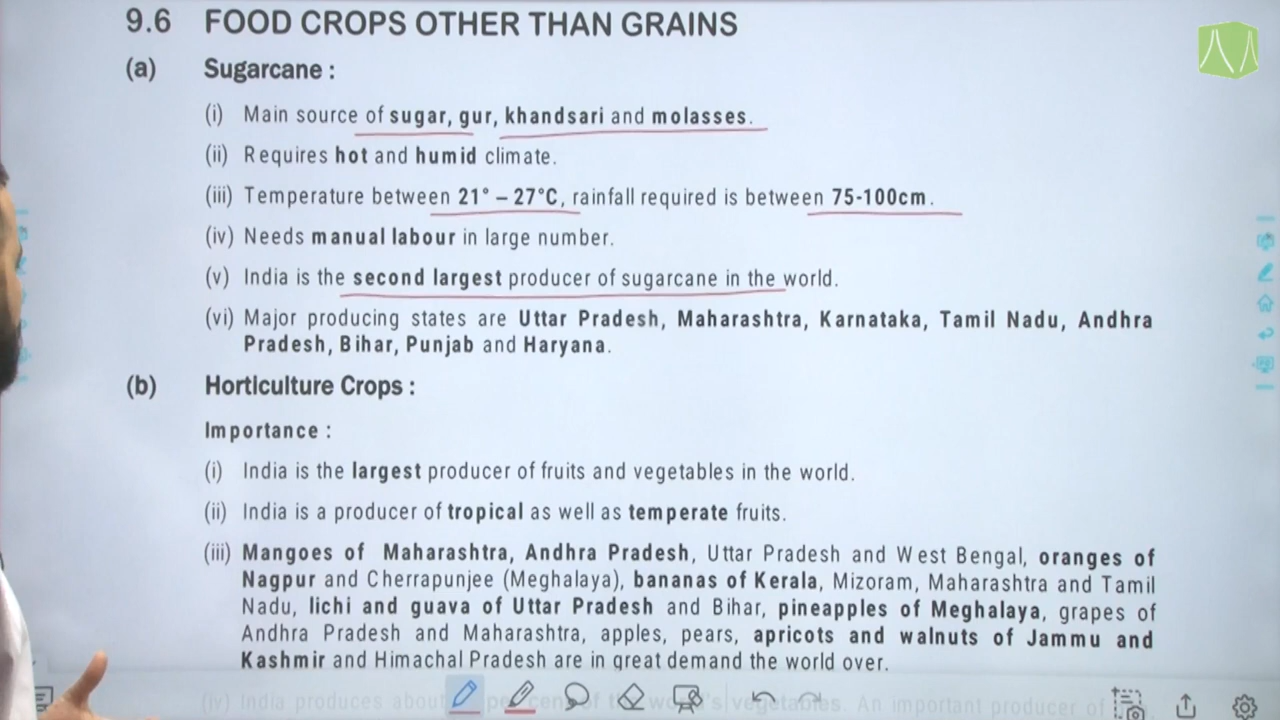 9.6 FOOD CROPS OTHER THAN GRAINS
(a) Sugarcane :
(i) Main source of sugar, gur, khandsari and molasses.
(ii) Requires hot and humid climate.
(iii) Temperature between 21° – 27°C, rainfall required is between 75-100cm.
(iv) Needs manual labour in large number.
(v) India is the second largest producer of sugarcane in the world.
(vi) Major producing states are Uttar Pradesh, Maharashtra, Karnataka, Tamil Nadu, Andhra
Pradesh, Bihar, Punjab and Haryana.
(b) Horticulture Crops :
Importance :
(i) India is the largest producer of fruits and vegetables in the world.
(ii) India is a producer of tropical as well as temperate fruits.
(iii) Mangoes of Maharashtra, Andhra Pradesh, Uttar Pradesh and West Bengal, oranges of
Nagpur and Cherrapunjee (Meghalaya), bananas of Kerala, Mizoram, Maharashtra and Tamil
Nadu, lichi and guava of Uttar Pradesh and Bihar, pineapples of Meghalaya, grapes of
Andhra Pradesh and Maharashtra, apples, pears, apricots and walnuts of Jammu and
Kashmir and Himachal Pradesh are in great demand the world over.
(iv) India produces about of the vegetables. An important producer of